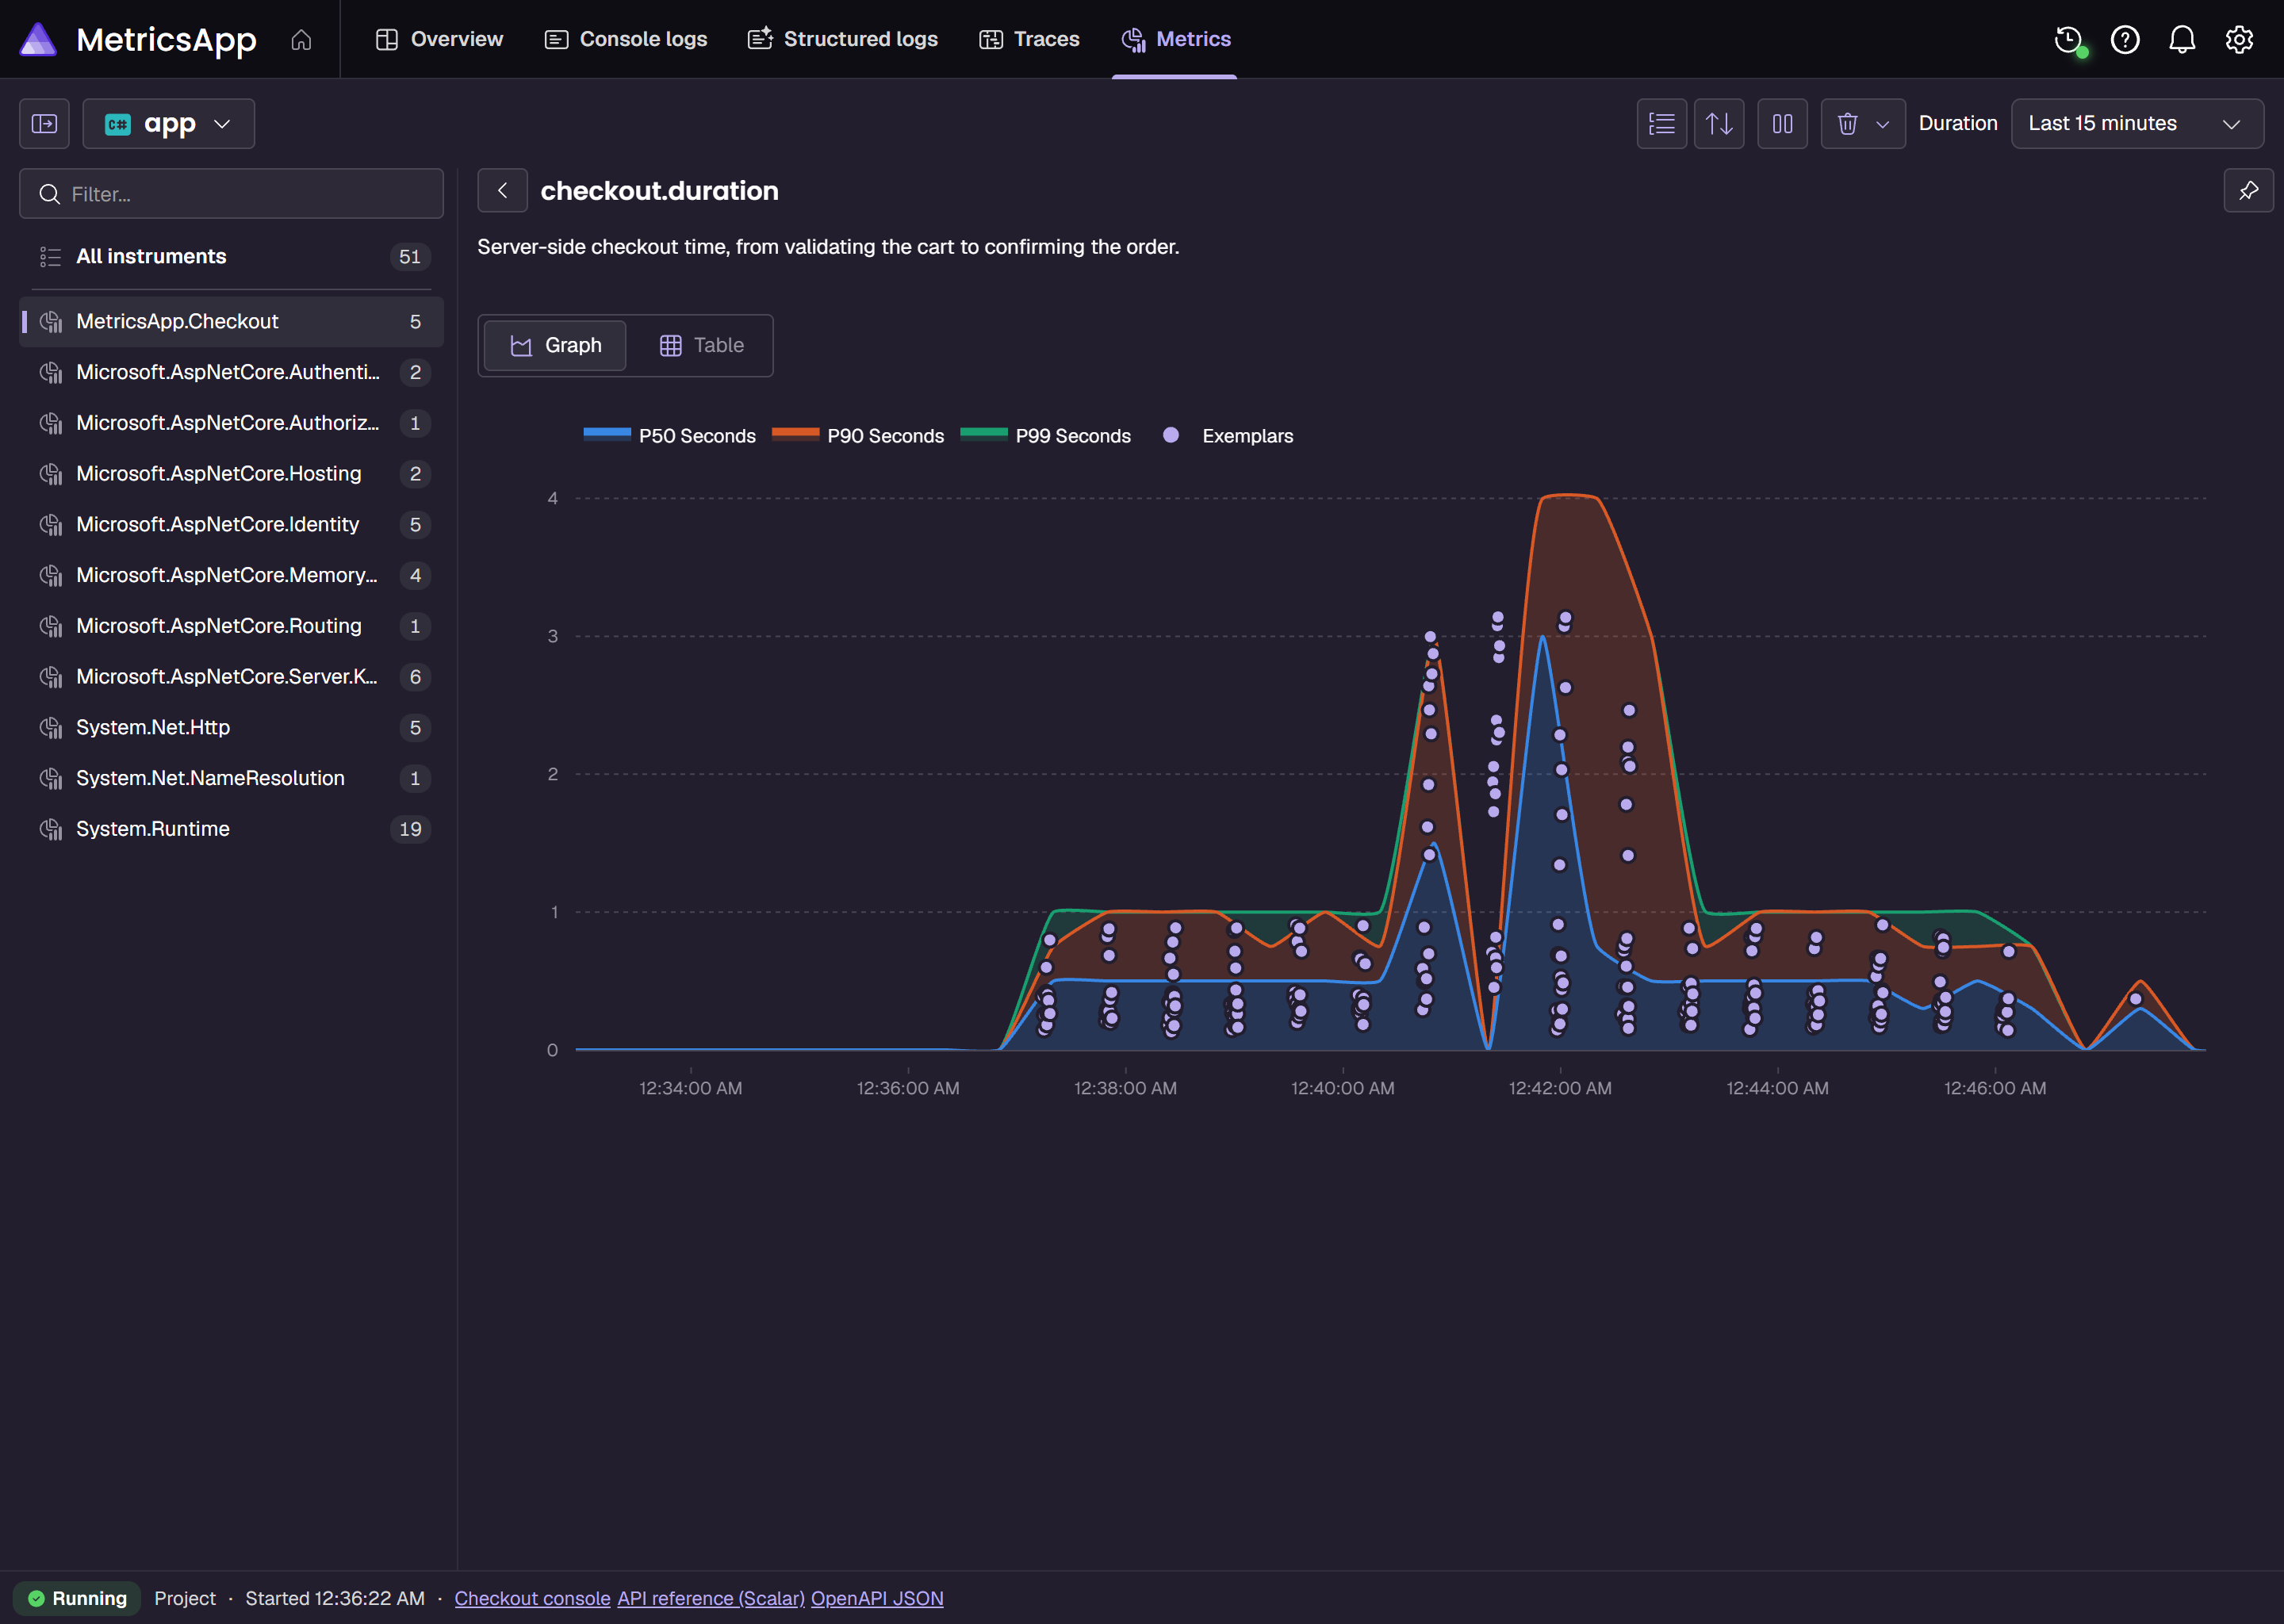 MetricsApp
Overview
Console logs
Structured logs
Traces
Metrics
C# app
Duration
Last 15 minutes
Filter...
All instruments 51
MetricsApp.Checkout 5
Microsoft.AspNetCore.Authenti... 2
Microsoft.AspNetCore.Authoriz... 1
Microsoft.AspNetCore.Hosting 2
Microsoft.AspNetCore.Identity 5
Microsoft.AspNetCore.Memory... 4
Microsoft.AspNetCore.Routing 1
Microsoft.AspNetCore.Server.K... 6
System.Net.Http 5
System.Net.NameResolution 1
System.Runtime 19
checkout.duration
Server-side checkout time, from validating the cart to confirming the order.
Graph
Table
P50 Seconds
P90 Seconds
P99 Seconds
Exemplars
4
3
2
1
0
12:34:00 AM
12:36:00 AM
12:38:00 AM
12:40:00 AM
12:42:00 AM
12:44:00 AM
12:46:00 AM
Running Project · Started 12:36:22 AM · Checkout console API reference (Scalar) OpenAPI JSON